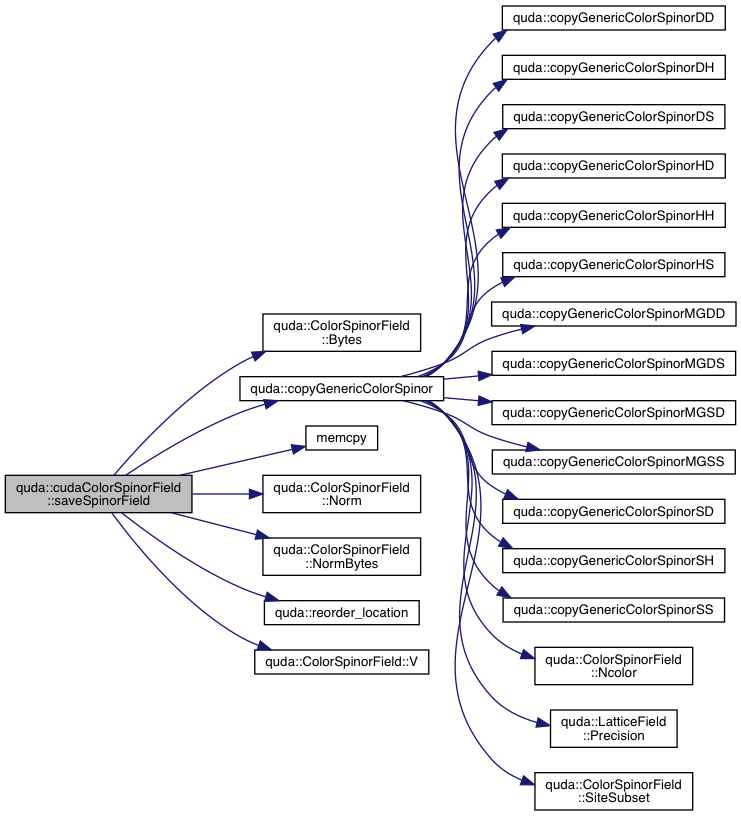 quda::cudaColorSpinorField
::saveSpinorField
quda::ColorSpinorField
::Bytes
quda::copyGenericColorSpinor
memcpy
quda::ColorSpinorField
::Norm
quda::ColorSpinorField
::NormBytes
quda::reorder_location
quda::ColorSpinorField::V
quda::copyGenericColorSpinorDD
quda::copyGenericColorSpinorDH
quda::copyGenericColorSpinorDS
quda::copyGenericColorSpinorHD
quda::copyGenericColorSpinorHH
quda::copyGenericColorSpinorHS
quda::copyGenericColorSpinorMGDD
quda::copyGenericColorSpinorMGDS
quda::copyGenericColorSpinorMGSD
quda::copyGenericColorSpinorMGSS
quda::copyGenericColorSpinorSD
quda::copyGenericColorSpinorSH
quda::copyGenericColorSpinorSS
quda::ColorSpinorField
::Ncolor
quda::LatticeField
::Precision
quda::ColorSpinorField
::SiteSubset